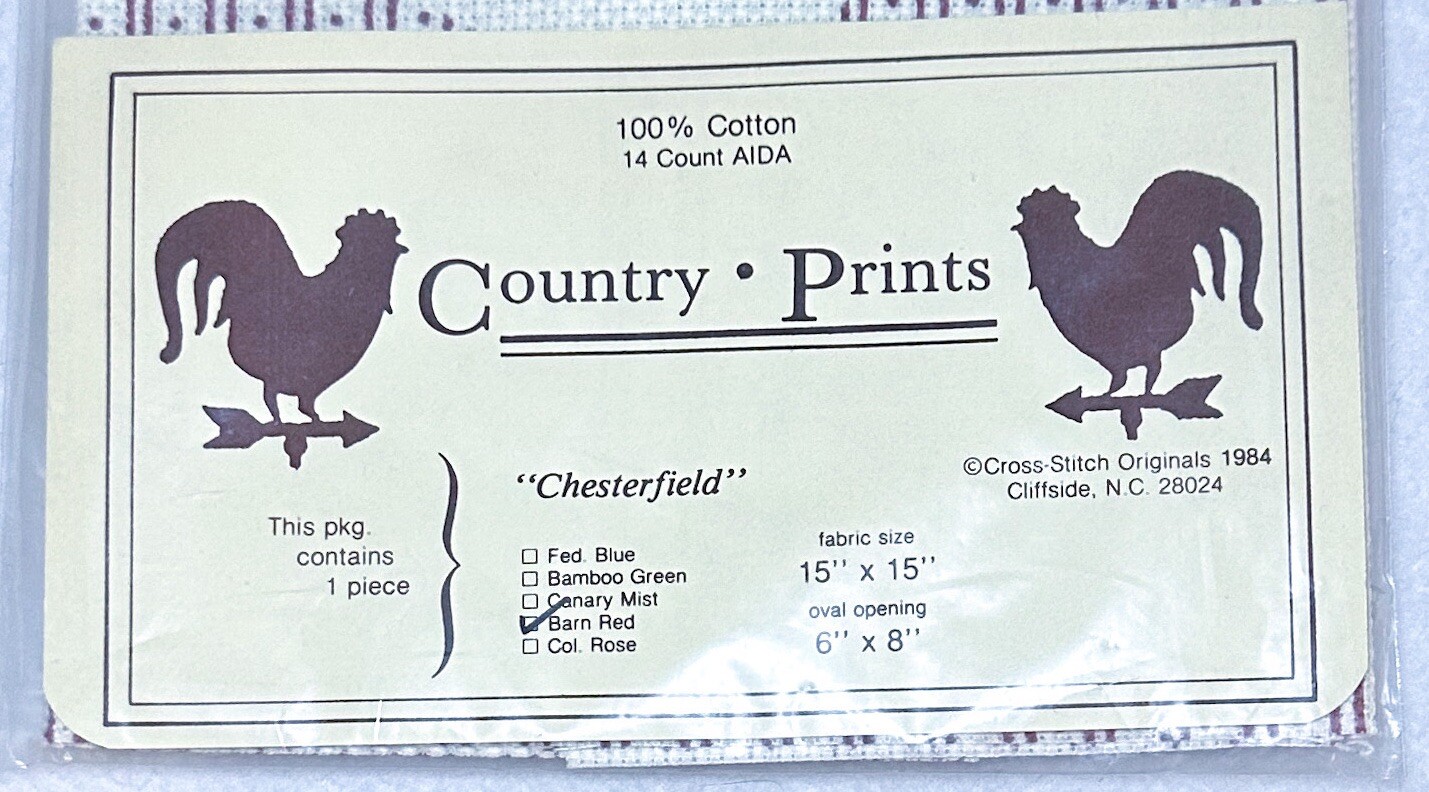 100% Cotton
14 Count AIDA
Country • Prints
©Cross-Stitch Originals 1984
Cliffside, N.C. 28024
"Chesterfield"
This pkg.
contains
1 piece
☐ Fed. Blue
☐ Bamboo Green
☐ Canary Mist
☑ Barn Red
☐ Col. Rose
fabric size
15'' x 15''
oval opening
6'' x 8''